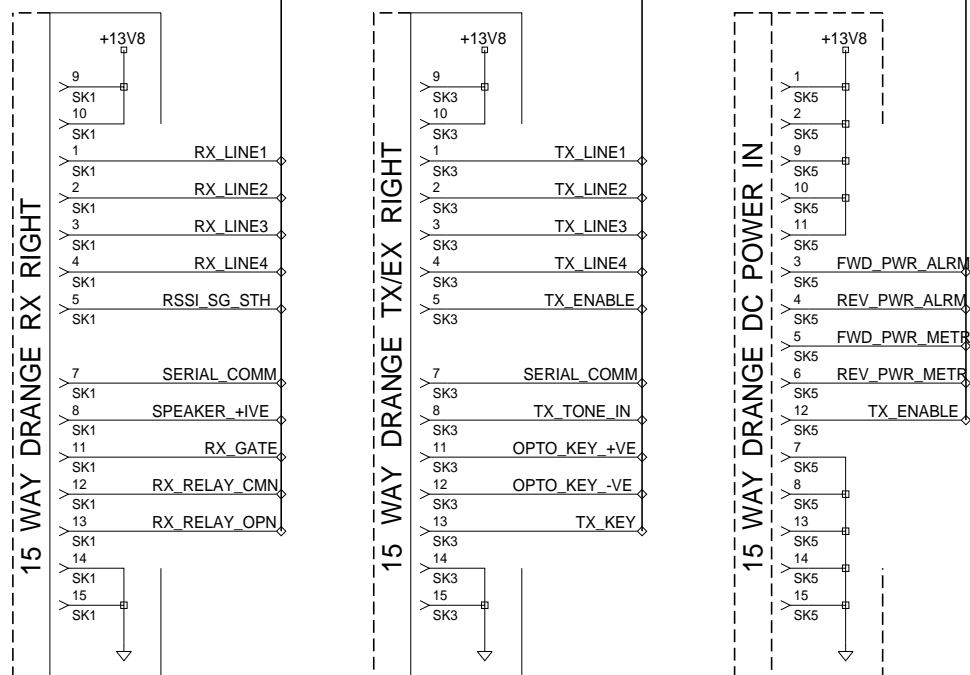 15 WAY DRANGE RX RIGHT
+13V8
9
SK1
10
SK1
1 RX_LINE1
SK1
2 RX_LINE2
SK1
3 RX_LINE3
SK1
4 RX_LINE4
SK1
5 RSSI_SG_STH
SK1
7 SERIAL_COMM
SK1
8 SPEAKER_+IVE
SK1
11 RX_GATE
SK1
12 RX_RELAY_CMN
SK1
13 RX_RELAY_OPN
SK1
14
SK1
15
SK1
15 WAY DRANGE TX/EX RIGHT
+13V8
9
SK3
10
SK3
1 TX_LINE1
SK3
2 TX_LINE2
SK3
3 TX_LINE3
SK3
4 TX_LINE4
SK3
5 TX_ENABLE
SK3
7 SERIAL_COMM
SK3
8 TX_TONE_IN
SK3
11 OPTO_KEY_+VE
SK3
12 OPTO_KEY_-VE
SK3
13 TX_KEY
SK3
14
SK3
15
SK3
15 WAY DRANGE DC POWER IN
+13V8
1
SK5
2
SK5
9
SK5
10
SK5
11
SK5
3 FWD_PWR_ALRM
SK5
4 REV_PWR_ALRM
SK5
5 FWD_PWR_METR
SK5
6 REV_PWR_METR
SK5
12 TX_ENABLE
SK5
7
SK5
8
SK5
13
SK5
14
SK5
15
SK5